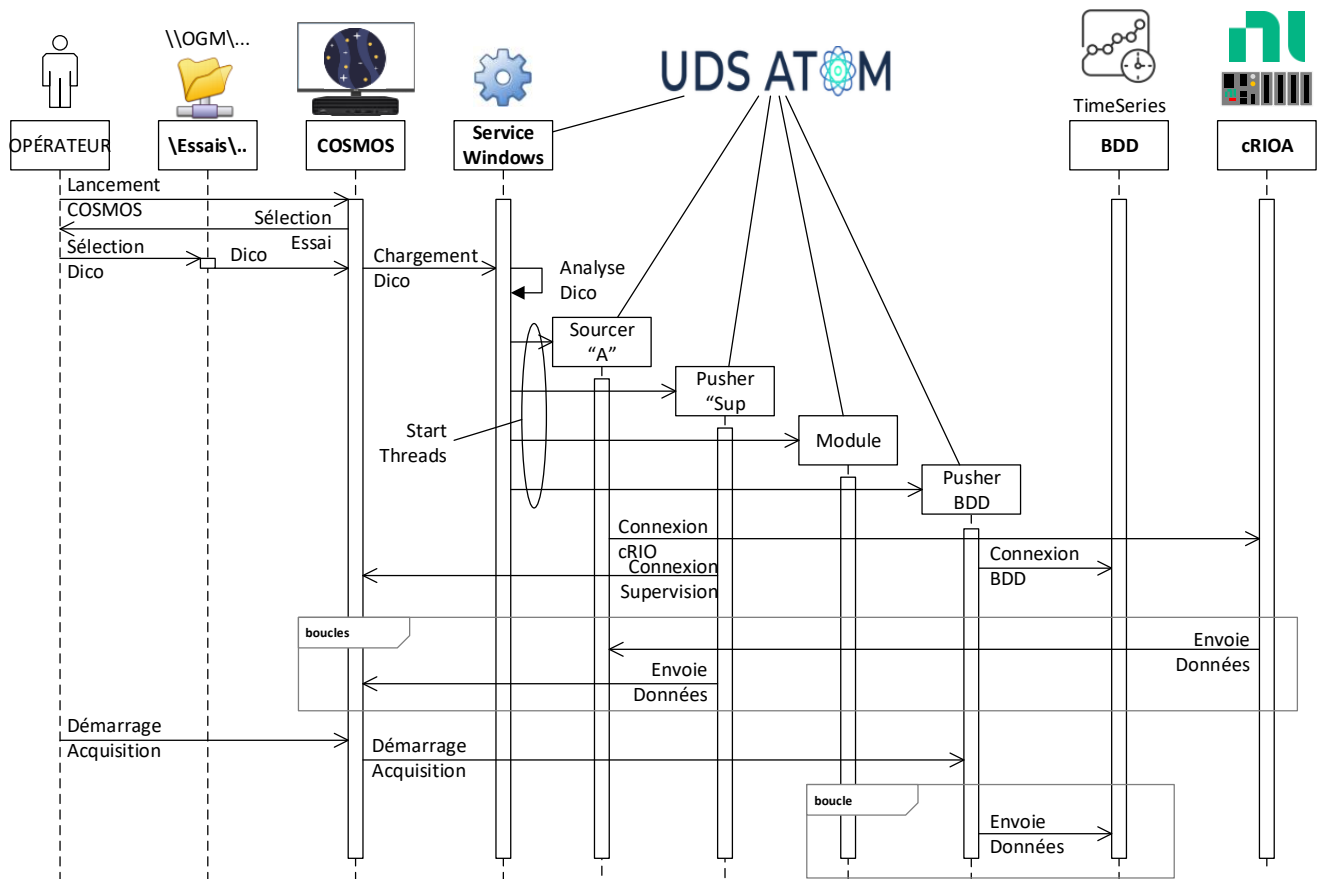 \\OGM\...
UDS ATOM
TimeSeries
OPÉRATEUR
\Essais\..
COSMOS
Service
Windows
BDD
cRIOA
Lancement
COSMOS
Sélection
Essai
Sélection
Dico
Dico
Chargement
Dico
Analyse
Dico
Sourcer
“A”
Pusher
“Sup
Start
Threads
Module
Pusher
BDD
Connexion
cRIO
Connexion
Supervision
Connexion
BDD
boucles
Envoie
Données
Envoie
Données
Démarrage
Acquisition
Démarrage
Acquisition
boucle
Envoie
Données